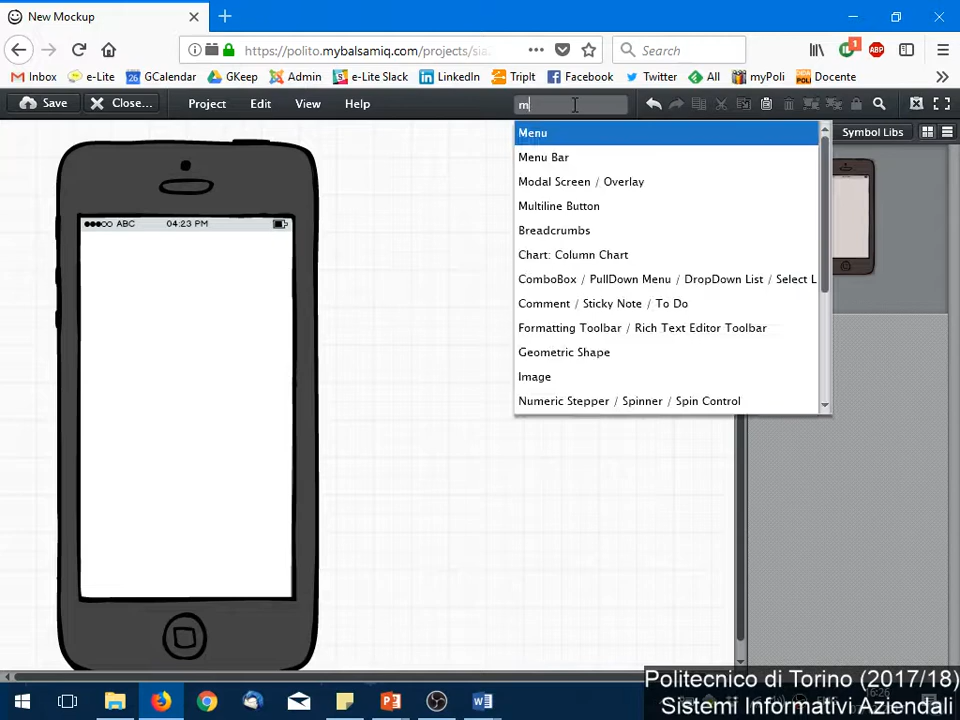 New Mockup
https://polito.mybalsamiq.com/projects/sia
Search
Inbox
e-Lite
26 GCalendar
GKeep
Admin
e-Lite Slack
LinkedIn
TripIt
Facebook
Twitter
All
myPoli
Docente
1
ABP
Save
Close...
Project
Edit
View
Help
m
Symbol Libs
Menu
Menu Bar
Modal Screen / Overlay
Multiline Button
Breadcrumbs
Chart: Column Chart
ComboBox / PullDown Menu / DropDown List / Select L
Comment / Sticky Note / To Do
Formatting Toolbar / Rich Text Editor Toolbar
Geometric Shape
Image
Numeric Stepper / Spinner / Spin Control
ABC
04:23 PM
Politecnico di Torino (2017/18)
Sistemi Informativi Aziendali